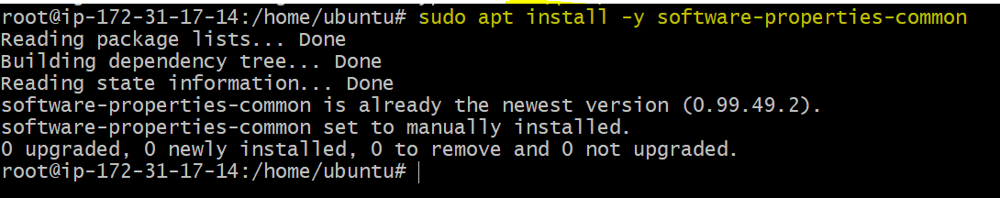 root@ip-172-31-17-14:/home/ubuntu# sudo apt install -y software-properties-common
Reading package lists... Done
Building dependency tree... Done
Reading state information... Done
software-properties-common is already the newest version (0.99.49.2).
software-properties-common set to manually installed.
0 upgraded, 0 newly installed, 0 to remove and 0 not upgraded.
root@ip-172-31-17-14:/home/ubuntu#